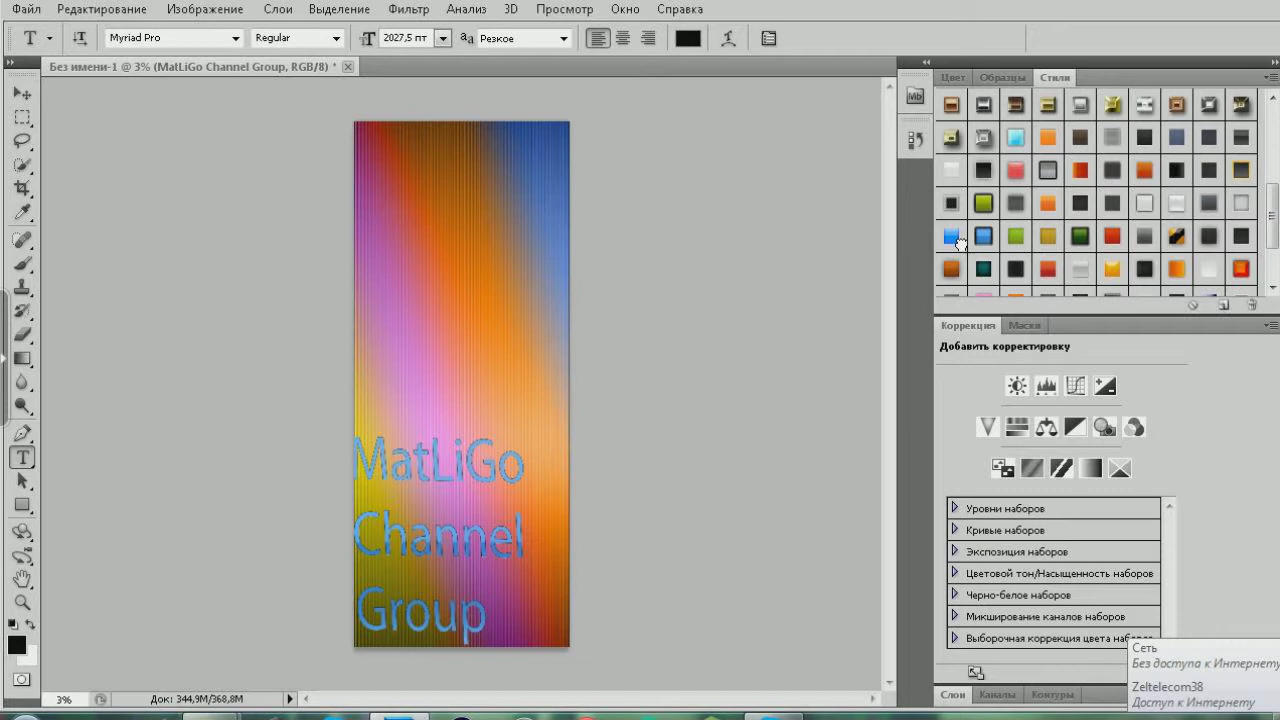 Файл Редактирование Изображение Слои Выделение Фильтр Анализ 3D Просмотр Окно Справка
T Myriad Pro Regular 2027,5 пт Резкое
Без имени-1 @ 3% (MatLiGo Channel Group, RGB/8) *
Цвет Образцы Стили
Mb
MatLiGo
Channel
Group
Коррекция Маски
Добавить корректировку
Уровни наборов
Кривые наборов
Экспозиция наборов
Цветовой тон/Насыщенность наборов
Черно-белое наборов
Микширование каналов наборов
Выборочная коррекция цвета
Сеть
Без доступа к Интернету
Zeltelecom38
Доступ к Интернету
Слои Каналы Контуры
3% Док: 344,9M/368,8M